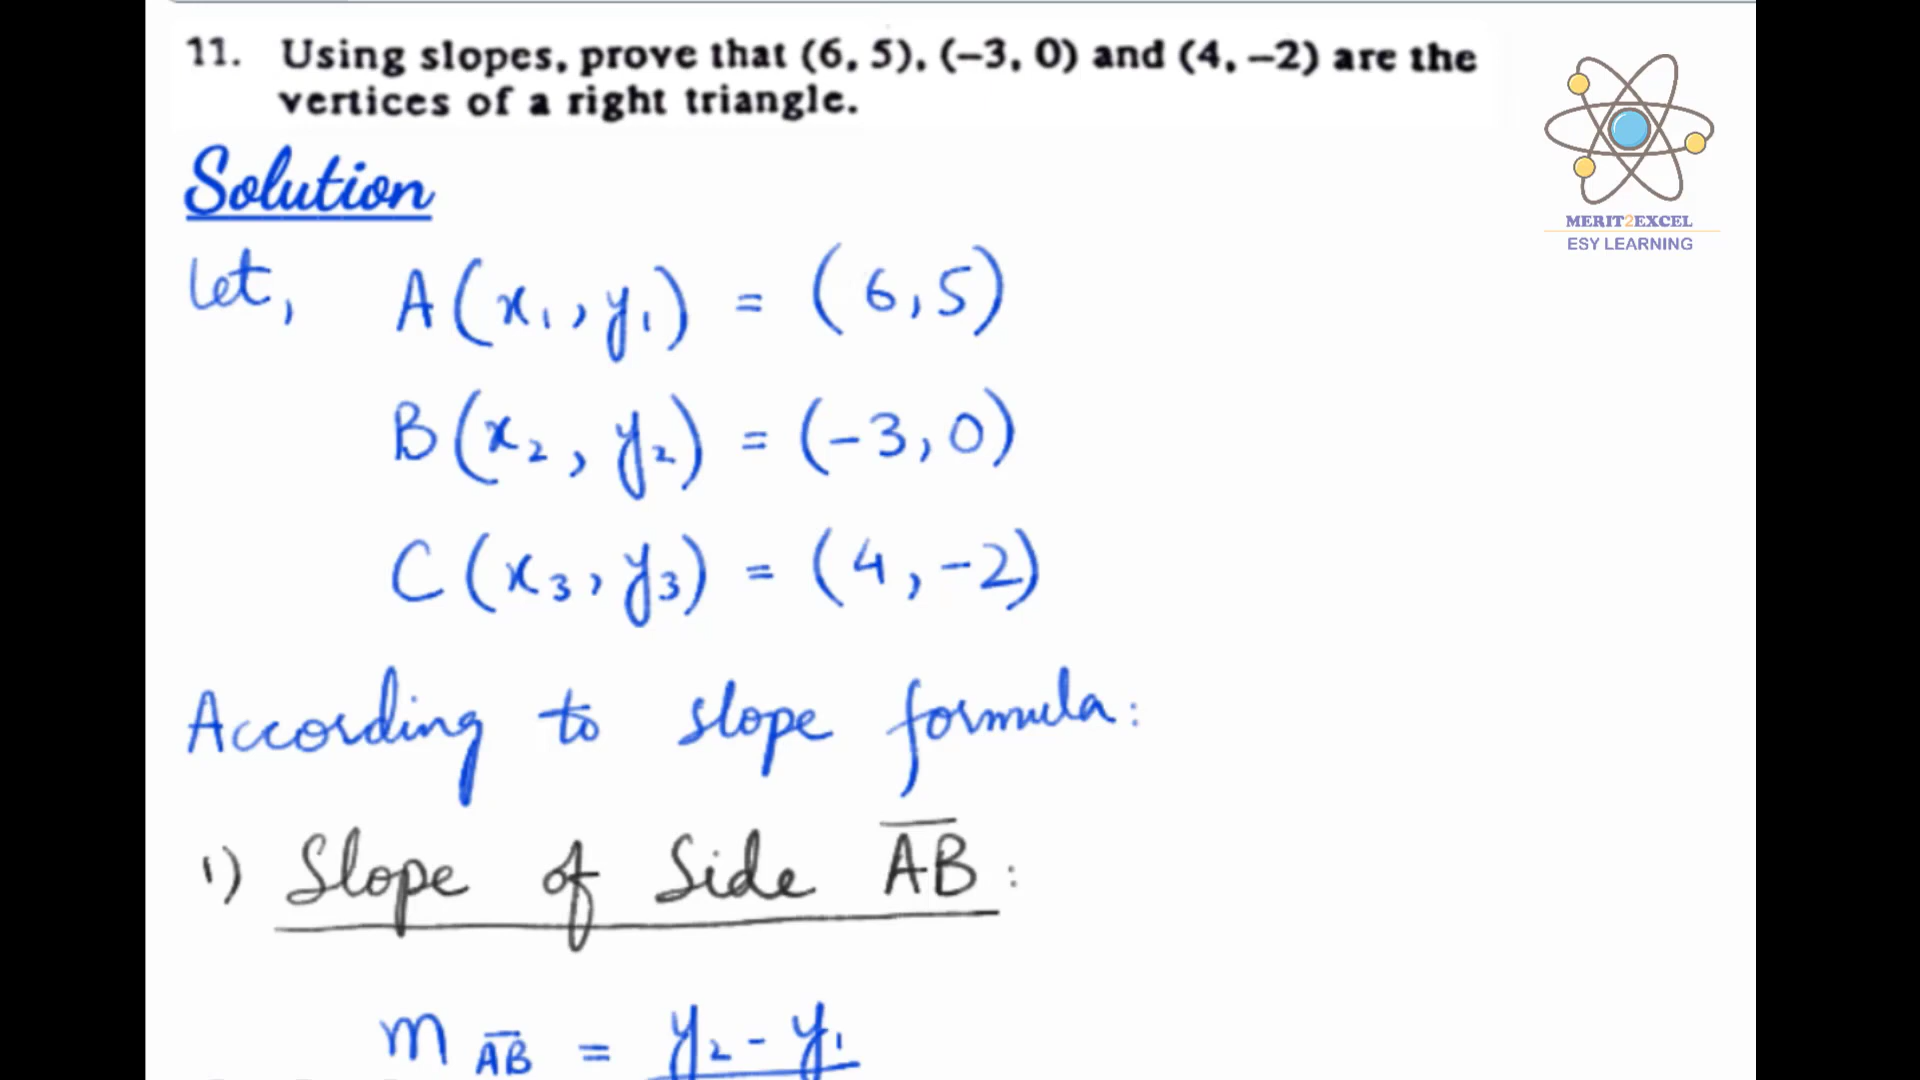 11. Using slopes, prove that (6, 5), (−3, 0) and (4, −2) are the
vertices of a right triangle.
MERIT2EXCEL
ESY LEARNING
Solution
Let, A(x₁, y₁) = (6, 5)
B(x₂, y₂) = (-3, 0)
C(x₃, y₃) = (4, -2)
According to slope formula:
1) Slope of Side A̅B̅:
m A̅B̅ = y₂ - y₁